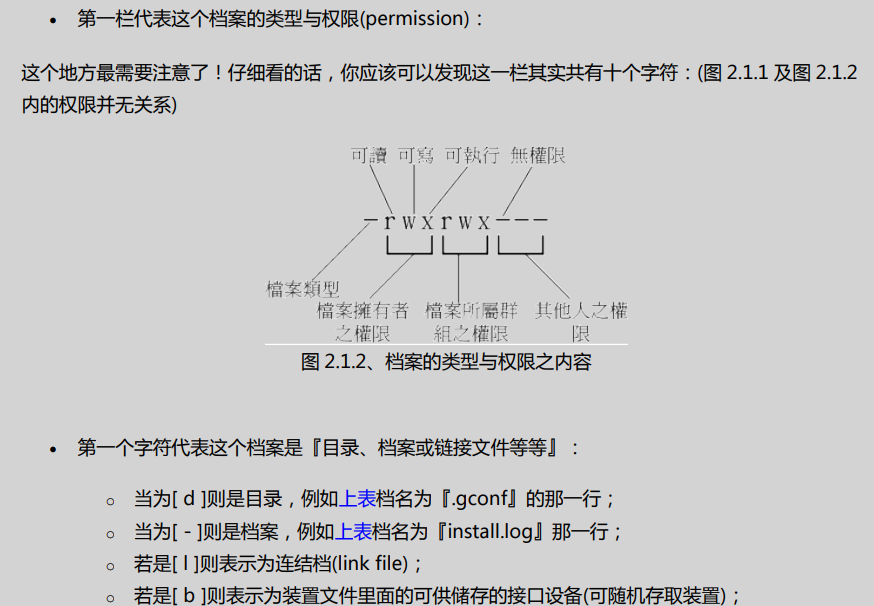 • 第一栏代表这个档案的类型与权限(permission)：
这个地方最需要注意了！仔细看的话，你应该可以发现这一栏其实共有十个字符：(图 2.1.1 及图 2.1.2
内的权限并无关系)
可讀 可寫 可執行 無權限
-rwxrwx---
檔案類型
檔案擁有者 檔案所屬群 其他人之權
之權限 組之權限 限
图 2.1.2、档案的类型与权限之内容
• 第一个字符代表这个档案是『目录、档案或链接文件等等』：
○ 当为[ d ]则是目录，例如上表档名为『.gconf』的那一行；
○ 当为[ - ]则是档案，例如上表档名为『install.log』那一行；
○ 若是[ l ]则表示为连结档(link file)；
○ 若是[ b ]则表示为装置文件里面的可供储存的接口设备(可随机存取装置)；